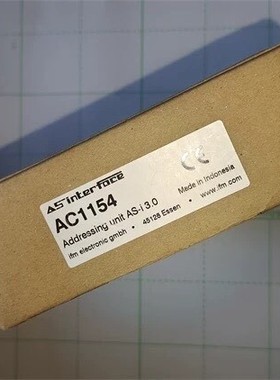 AS interface
AC1154
Addressing unit AS-i 3.0
ifm electronic gmbh • 45128 Essen • www.ifm.com
CE
Made in Indonesia